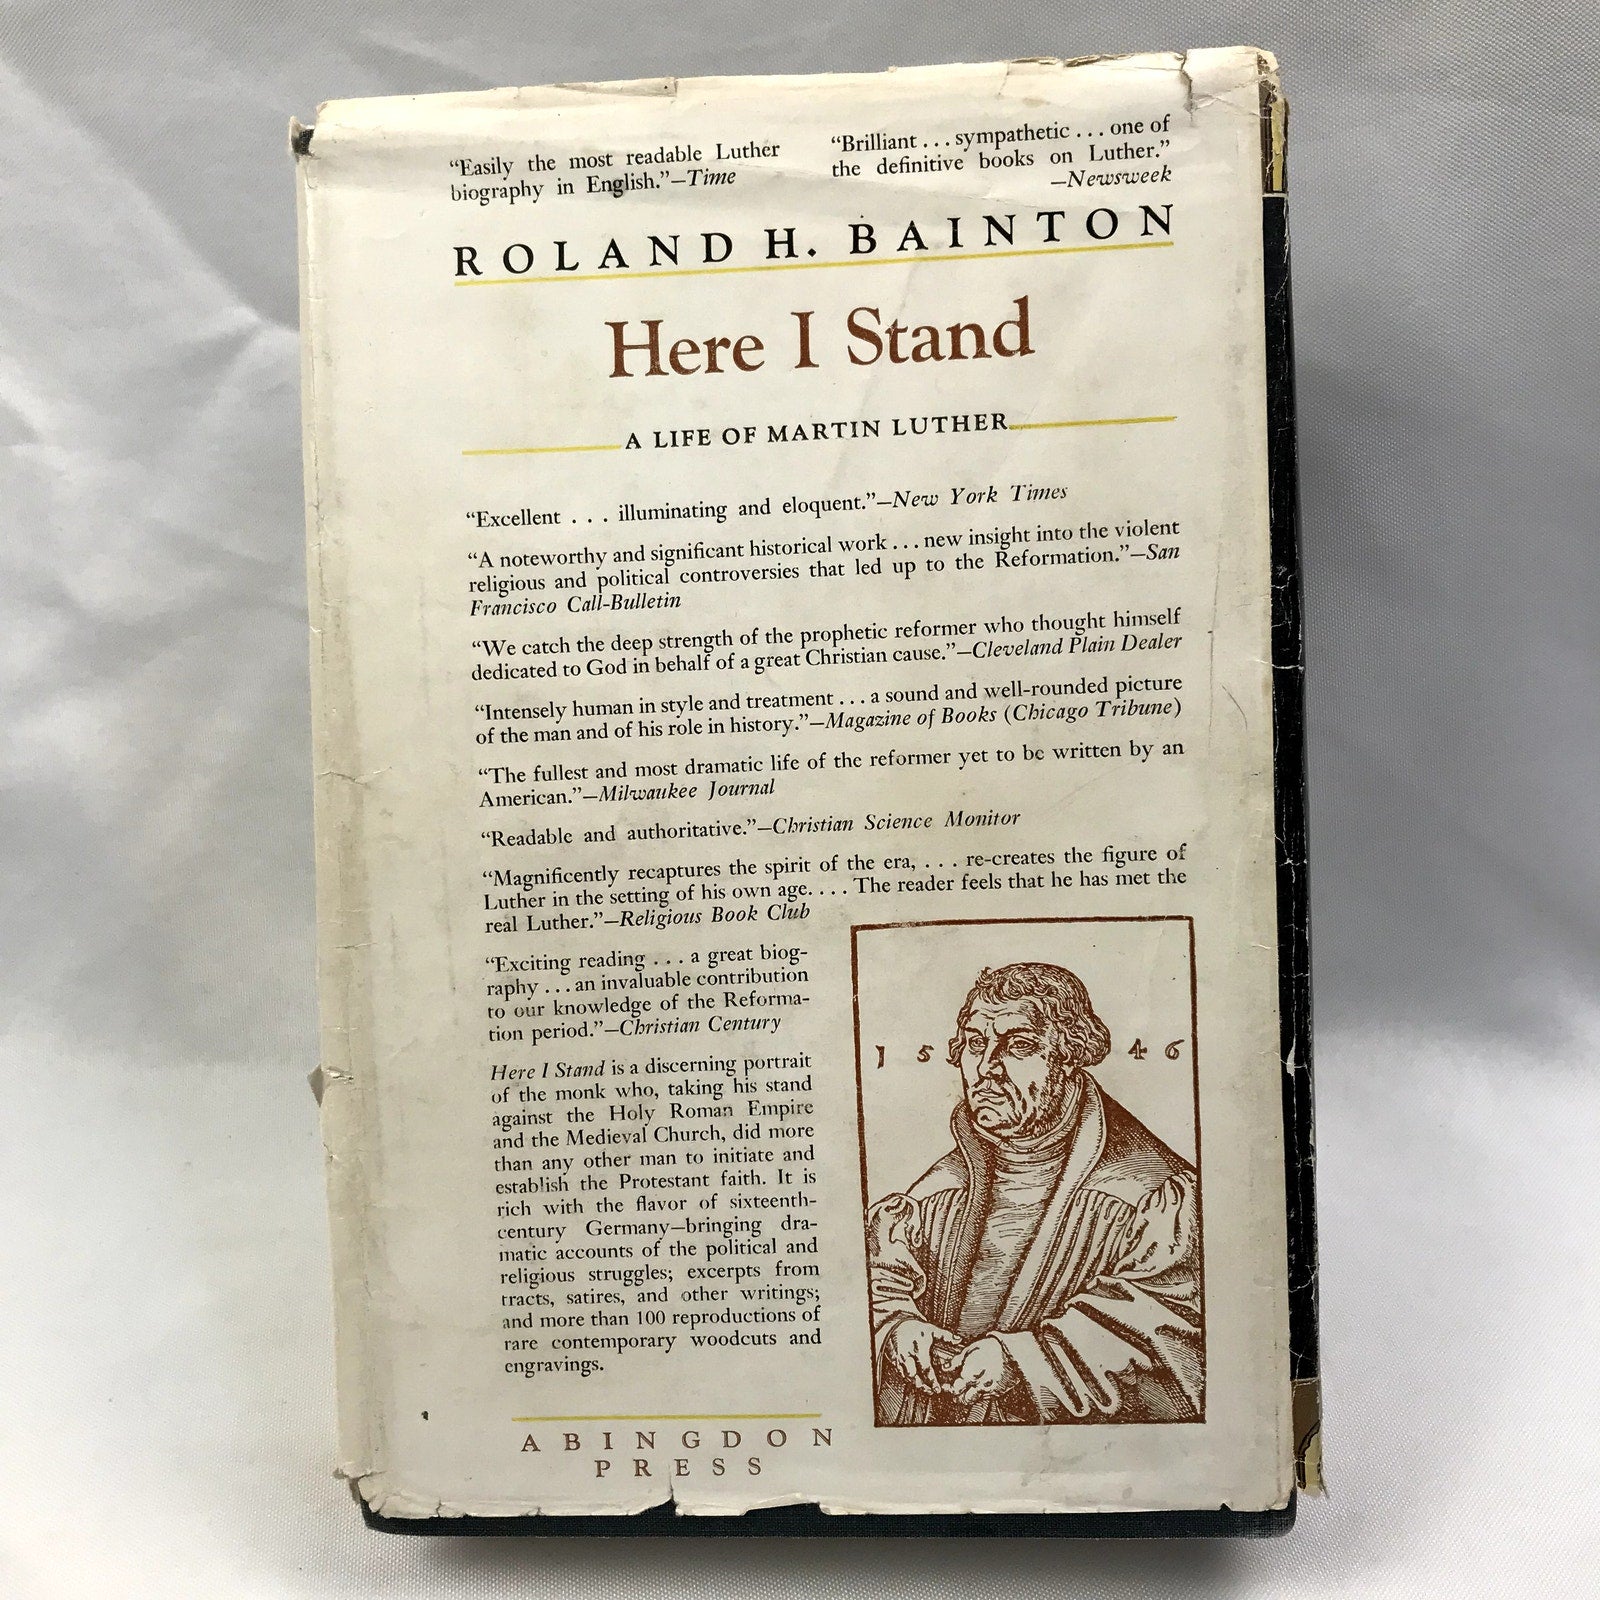 “Easily the most readable Luther
biography in English.”—Time
“Brilliant . . . sympathetic . . . one of
the definitive books on Luther.”
—Newsweek
ROLAND H. BAINTON
Here I Stand
A LIFE OF MARTIN LUTHER
“Excellent . . . illuminating and eloquent.”—New York Times
“A noteworthy and significant historical work . . . new insight into the violent
religious and political controversies that led up to the Reformation.”—San
Francisco Call-Bulletin
“We catch the deep strength of the prophetic reformer who thought himself
dedicated to God in behalf of a great Christian cause.”—Cleveland Plain Dealer
“Intensely human in style and treatment . . . a sound and well-rounded picture
of the man and of his role in history.”—Magazine of Books (Chicago Tribune)
“The fullest and most dramatic life of the reformer yet to be written by an
American.”—Milwaukee Journal
“Readable and authoritative.”—Christian Science Monitor
“Magnificently recaptures the spirit of the era, . . . re-creates the figure of
Luther in the setting of his own age. . . . The reader feels that he has met the
real Luther.”—Religious Book Club
“Exciting reading . . . a great biog-
raphy . . . an invaluable contribution
to our knowledge of the Reforma-
tion period.”—Christian Century
Here I Stand is a discerning portrait
of the monk who, taking his stand
against the Holy Roman Empire
and the Medieval Church, did more
than any other man to initiate and
establish the Protestant faith. It is
rich with the flavor of sixteenth-
century Germany—bringing dra-
matic accounts of the political and
religious struggles; excerpts from
tracts, satires, and other writings;
and more than 100 reproductions of
rare contemporary woodcuts and
engravings.
1 5 4 6
ABINGDON
PRESS